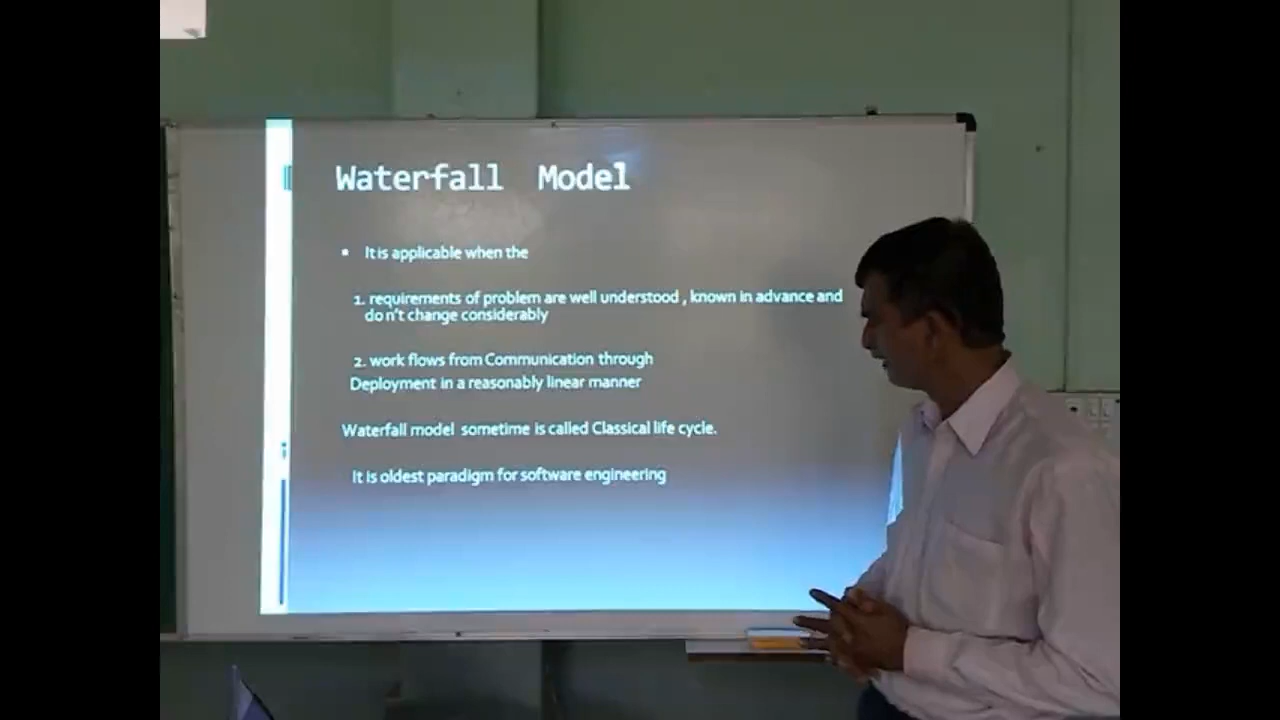 Waterfall Model
▪ It is applicable when the
1. requirements of problem are well understood , known in advance and
do n't change considerably
2. work flows from Communication through
Deployment in a reasonably linear manner
Waterfall model sometime is called Classical life cycle.
It is oldest paradigm for software engineering